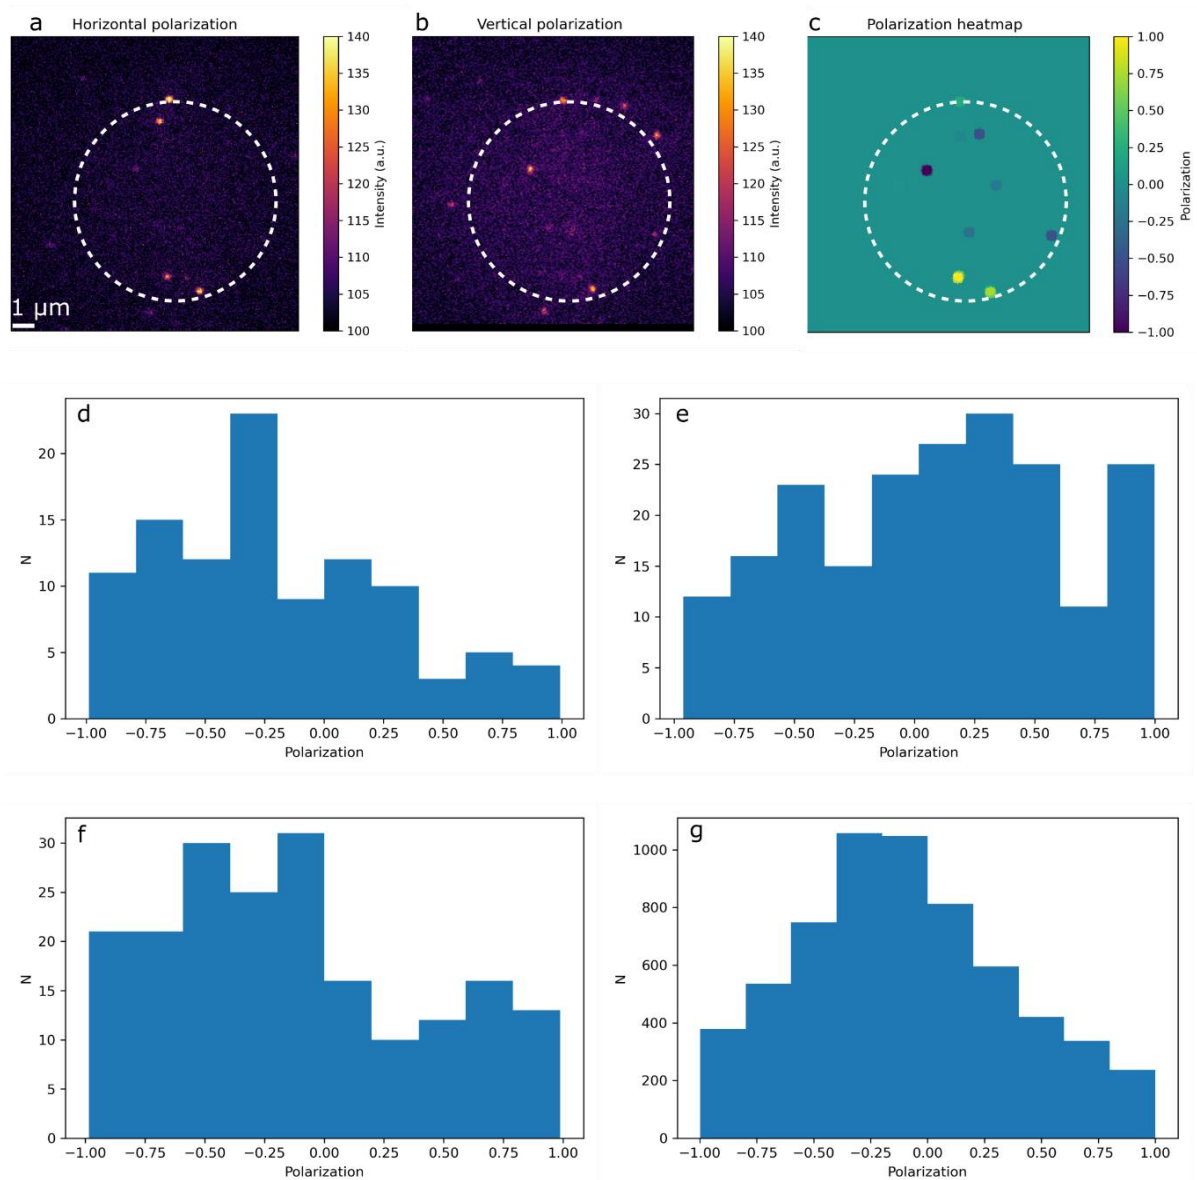 a Horizontal polarization
140
135
130
125
120
115
110
105
100
Intensity (a.u.)
1 μm
b Vertical polarization
140
135
130
125
120
115
110
105
100
Intensity (a.u.)
c Polarization heatmap
1.00
0.75
0.50
0.25
0.00
−0.25
−0.50
−0.75
−1.00
Polarization
d
20
15
10
5
0
N
−1.00 −0.75 −0.50 −0.25 0.00 0.25 0.50 0.75 1.00
Polarization
e
30
25
20
15
10
5
0
N
−1.00 −0.75 −0.50 −0.25 0.00 0.25 0.50 0.75 1.00
Polarization
f
30
25
20
15
10
5
0
N
−1.00 −0.75 −0.50 −0.25 0.00 0.25 0.50 0.75 1.00
Polarization
g
1000
800
600
400
200
0
N
−1.00 −0.75 −0.50 −0.25 0.00 0.25 0.50 0.75 1.00
Polarization